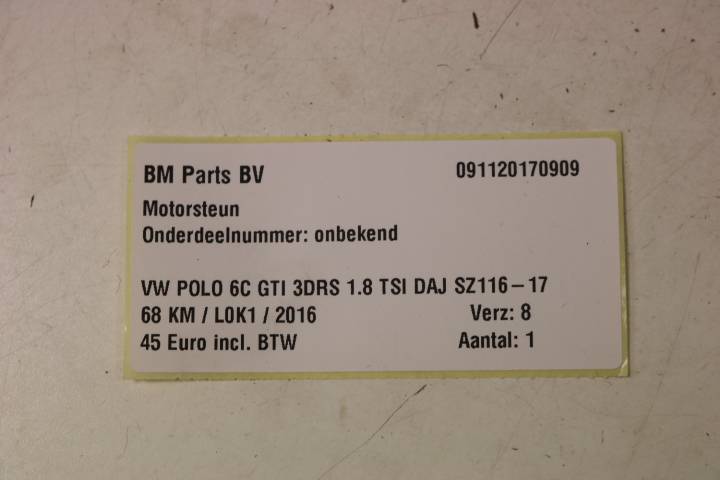 BM Parts BV 091120170909
Motorsteun
Onderdeelnummer: onbekend
VW POLO 6C GTI 3DRS 1.8 TSI DAJ SZ116-17
68 KM / L0K1 / 2016 Verz: 8
45 Euro incl. BTW Aantal: 1